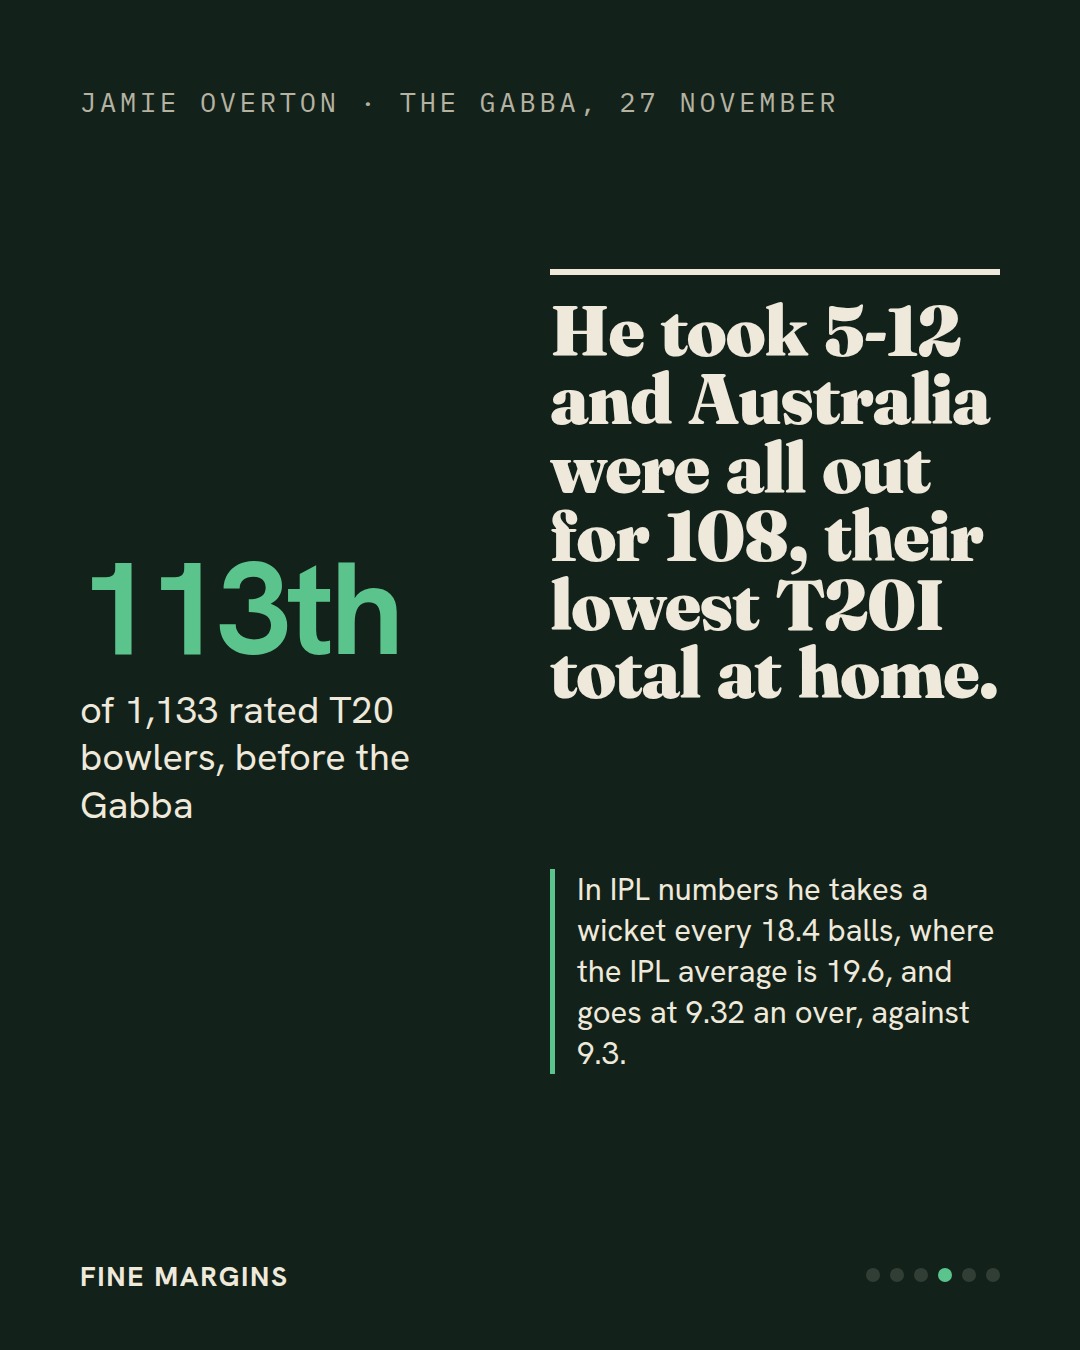 JAMIE OVERTON · THE GABBA, 27 NOVEMBER
113th
of 1,133 rated T20
bowlers, before the
Gabba
He took 5-12
and Australia
were all out
for 108, their
lowest T20I
total at home.
In IPL numbers he takes a
wicket every 18.4 balls, where
the IPL average is 19.6, and
goes at 9.32 an over, against
9.3.
FINE MARGINS